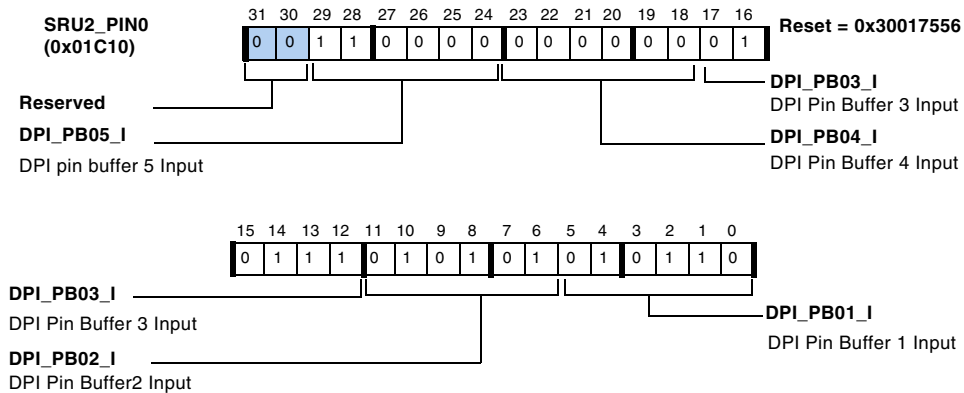 SRU2_PIN0
(0x01C10)
31 30 29 28 27 26 25 24 23 22 21 20 19 18 17 16
0 0 1 1 0 0 0 0 0 0 0 0 0 0 0 1
Reset = 0x30017556
Reserved
DPI_PB05_I
DPI pin buffer 5 Input
DPI_PB03_I
DPI Pin Buffer 3 Input
DPI_PB04_I
DPI Pin Buffer 4 Input
15 14 13 12 11 10 9 8 7 6 5 4 3 2 1 0
0 1 1 1 0 1 0 1 0 1 0 1 0 1 1 0
DPI_PB03_I
DPI Pin Buffer 3 Input
DPI_PB02_I
DPI Pin Buffer2 Input
DPI_PB01_I
DPI Pin Buffer 1 Input